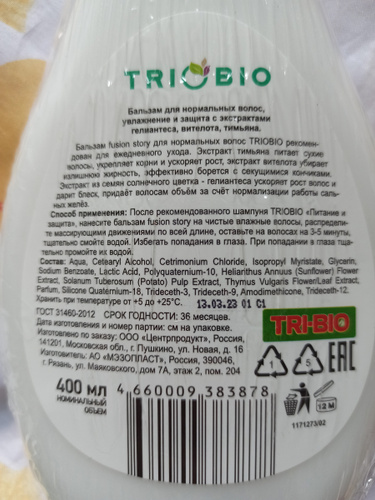 TRIOBIO
Бальзам для нормальных волос,
увлажнение и защита с экстрактами
гелиантеса, вителота, тимьяна.
Бальзам fusion story для нормальных волос TRIOBIO рекомен-
дован для ежедневного ухода. Экстракт тимьяна питает сухие
волосы, укрепляет корни и ускоряет рост, экстракт вителота убирает
излишнюю жирность, эффективно борется с секущимися кончиками.
Экстракт из семян солнечного цветка - гелиантеса ускоряет рост волос и
дарит блеск, придаёт волосам объём за счёт нормализации работы саль-
ных желёз.
Способ применения: После рекомендованного шампуня TRIOBIO «Питание и
защита», нанесите бальзам fusion story на чистые влажные волосы, распредели-
те массирующими движениями по всей длине, оставьте на волосах на 3-5 минуты,
тщательно смойте водой. Избегать попадания в глаза. При попадании в глаза тща-
тельно промойте их водой.
Состав: Aqua, Cetearyl Alcohol, Cetrimonium Chloride, Isopropyl Myristate, Glycerin,
Sodium Benzoate, Lactic Acid, Polyquaternium-10, Helianthus Annuus (Sunflower) Flower
Extract, Solanum Tuberosum (Potato) Pulp Extract, Thymus Vulgaris Flower/Leaf Extract,
Parfum, Silicone Quaternium-18, Trideceth-3, Trideceth-9, Amodimethicone, Trideceth-12.
Хранить при температуре от +5 до +25°С. 13.03.23 01 С1
ГОСТ 31460-2012 СРОК ГОДНОСТИ: 36 месяцев.
Дата изготовления и номер партии: см на упаковке.
Изготовлено по заказу: ООО «Центрпродукт», Россия,
141201, Московская обл., г. Пушкино, ул. Новая, д. 16
Изготовитель: АО «МЭЗОПЛАСТ», Россия, 390046,
г. Рязань, ул. Маяковского, дом 7А, этаж 2, пом. 204
TRI-BIO
1
5
EAC
400 мл
НОМИНАЛЬНЫЙ
ОБЪЕМ
4 660009 383878
12 M
1171273/02